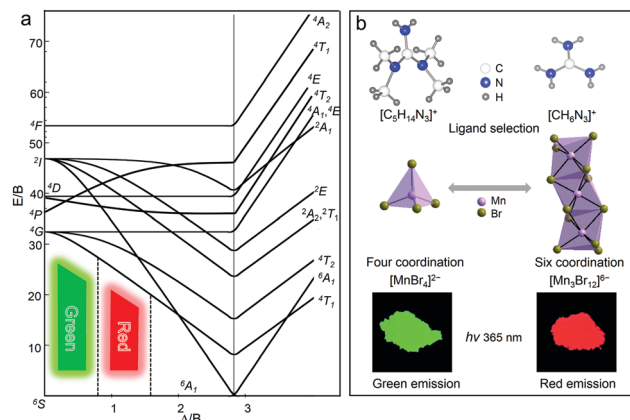 a
70
60
50
40
30
20
10
E/B
⁴F
²I
⁴D
⁴P
⁴G
⁶S
Green
Red
⁶A₁
1
2
3
Δ/B
⁴A₂
⁴T₁
⁴E
⁴T₂
⁴A₁,⁴E
²A₁
²E
²A₂,²T₁
⁴T₂
⁶A₁
⁴T₁
b
C
N
H
[C₅H₁₄N₃]⁺
[CH₆N₃]⁺
Ligand selection
Mn
Br
Four coordination
Six coordination
[MnBr₄]²⁻
[Mn₃Br₁₂]⁶⁻
hv 365 nm
Green emission
Red emission